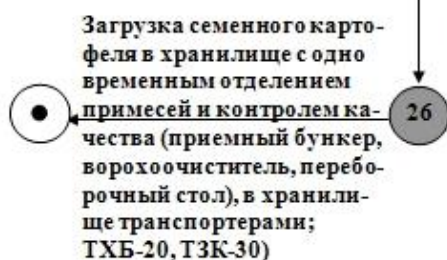 Загрузка семенного карто-
феля в хранилище с одно
временным отделением
примесей и контролем ка-
чества (приемный бункер,
ворохоочиститель, перебо-
рочный стол), в хранили-
ще транспортерами;
ТХБ-20, ТЗК-30)
26